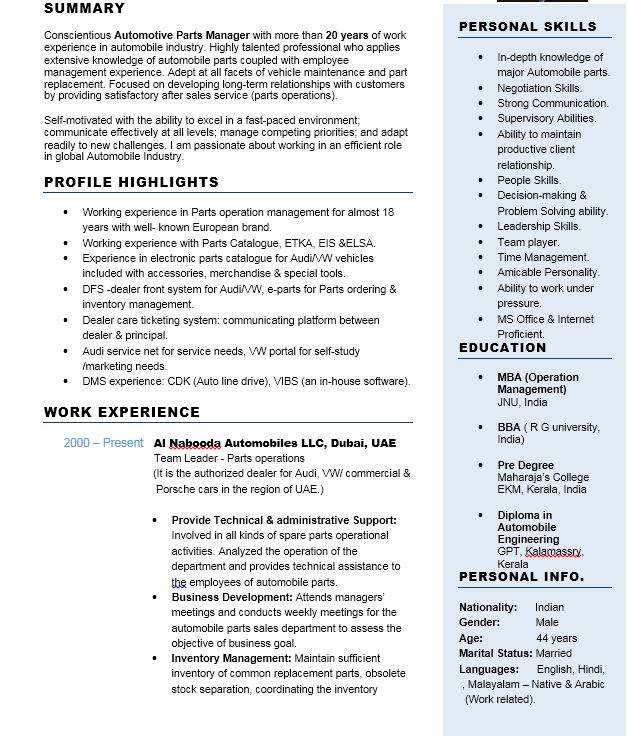 SUMMARY
Conscientious Automotive Parts Manager with more than 20 years of work
experience in automobile industry. Highly talented professional who applies
extensive knowledge of automobile parts coupled with employee
management experience. Adept at all facets of vehicle maintenance and part
replacement. Focused on developing long-term relationships with customers
by providing satisfactory after sales service (parts operations).
Self-motivated with the ability to excel in a fast-paced environment;
communicate effectively at all levels; manage competing priorities; and adapt
readily to new challenges. I am passionate about working in an efficient role
in global Automobile Industry.
PROFILE HIGHLIGHTS
• Working experience in Parts operation management for almost 18
years with well- known European brand.
• Working experience with Parts Catalogue, ETKA, EIS &ELSA.
• Experience in electronic parts catalogue for Audi/VW vehicles
included with accessories, merchandise & special tools.
• DFS -dealer front system for Audi/VW, e-parts for Parts ordering &
inventory management.
• Dealer care ticketing system: communicating platform between
dealer & principal.
• Audi service net for service needs, VW portal for self-study
/marketing needs.
• DMS experience: CDK (Auto line drive), VIBS (an in-house software).
WORK EXPERIENCE
2000 – Present Al Nabooda Automobiles LLC, Dubai, UAE
Team Leader - Parts operations
(It is the authorized dealer for Audi, VW/ commercial &
Porsche cars in the region of UAE.)
• Provide Technical & administrative Support:
Involved in all kinds of spare parts operational
activities. Analyzed the operation of the
department and provides technical assistance to
the employees of automobile parts.
• Business Development: Attends managers’
meetings and conducts weekly meetings for the
automobile parts sales department to assess the
objective of business goal.
• Inventory Management: Maintain sufficient
inventory of common replacement parts, obsolete
stock separation, coordinating the inventory
PERSONAL SKILLS
• In-depth knowledge of
major Automobile parts.
• Negotiation Skills.
• Strong Communication.
• Supervisory Abilities.
• Ability to maintain
productive client
relationship.
• People Skills.
• Decision-making &
Problem Solving ability.
• Leadership Skills.
• Team player.
• Time Management.
• Amicable Personality.
• Ability to work under
pressure.
• MS Office & Internet
Proficient.
EDUCATION
• MBA (Operation
Management)
JNU, India
• BBA ( R G university,
India)
• Pre Degree
Maharaja’s College
EKM, Kerala, India
• Diploma in
Automobile
Engineering
GPT, Kalamassry,
Kerala
PERSONAL INFO.
Nationality: Indian
Gender: Male
Age: 44 years
Marital Status: Married
Languages: English, Hindi,
, Malayalam – Native & Arabic
(Work related).